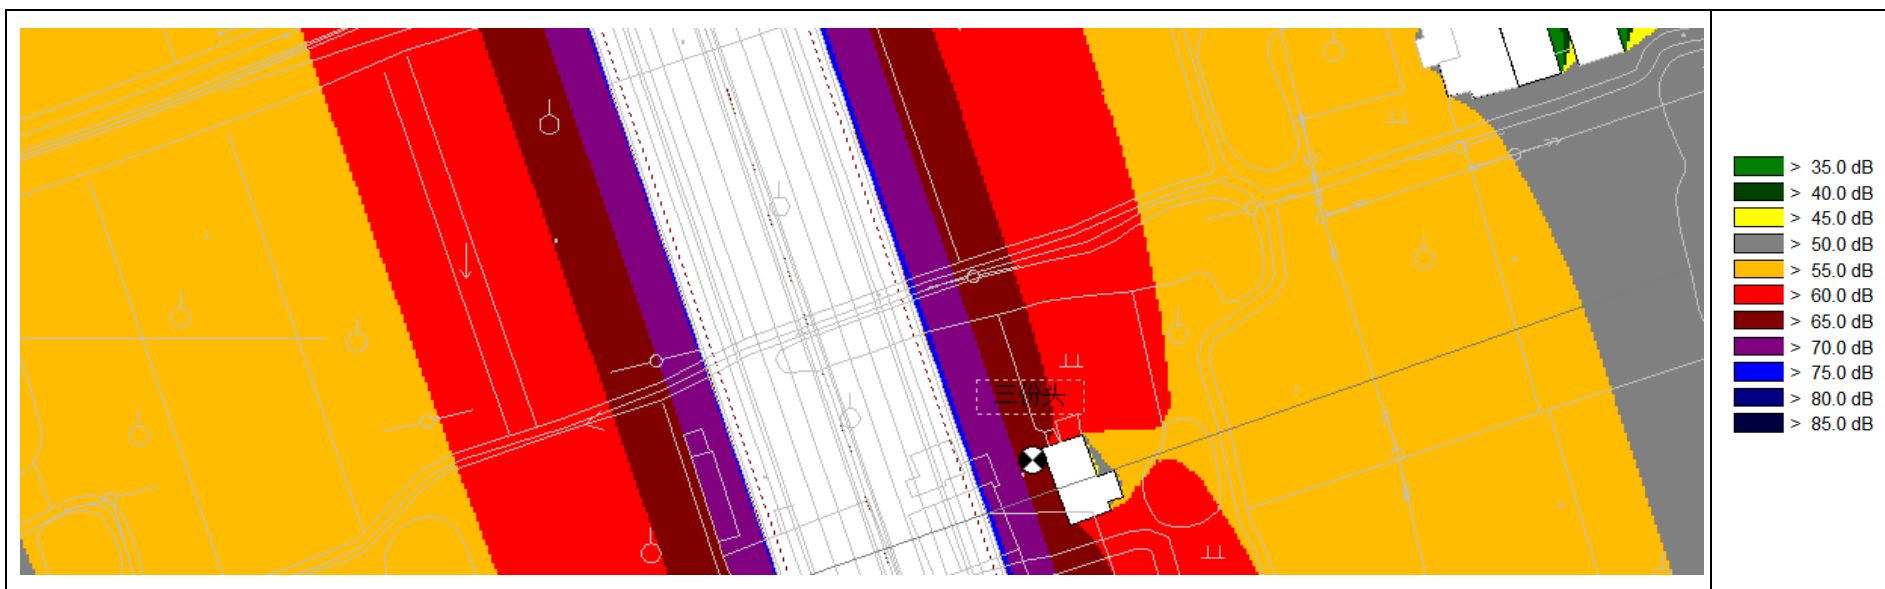 三份头
> 35.0 dB
> 40.0 dB
> 45.0 dB
> 50.0 dB
> 55.0 dB
> 60.0 dB
> 65.0 dB
> 70.0 dB
> 75.0 dB
> 80.0 dB
> 85.0 dB